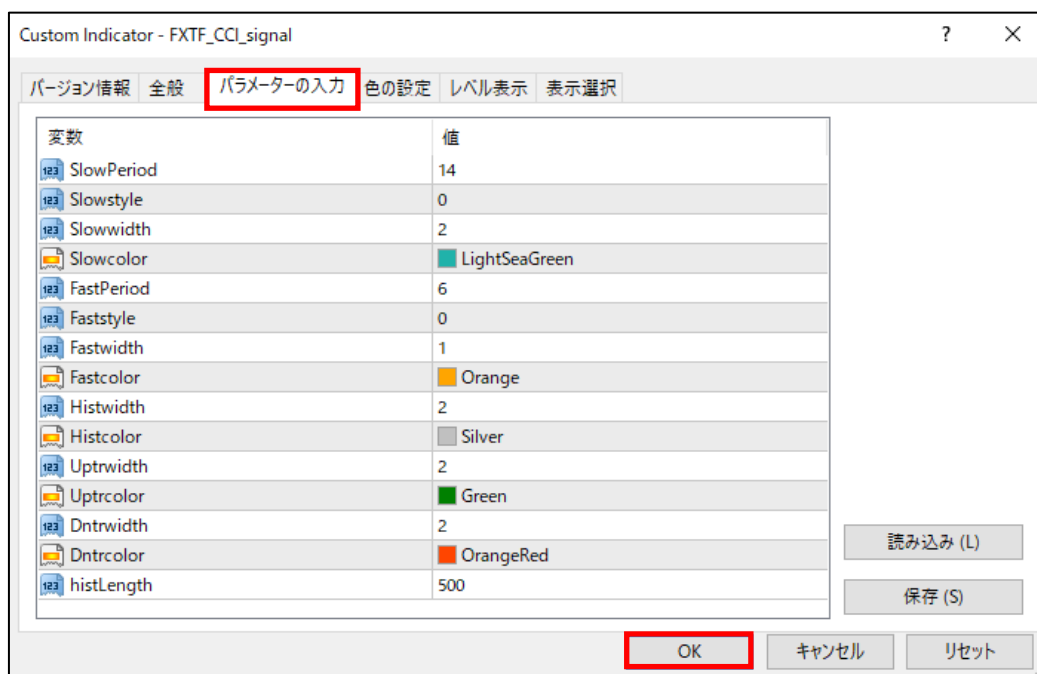 Custom Indicator - FXTF_CCI_signal ? ×
バージョン情報 全般 パラメーターの入力 色の設定 レベル表示 表示選択
変数 値
SlowPeriod 14
Slowstyle 0
Slowwidth 2
Slowcolor LightSeaGreen
FastPeriod 6
Faststyle 0
Fastwidth 1
Fastcolor Orange
Histwidth 2
Histcolor Silver
Uptrwidth 2
Uptrcolor Green
Dntrwidth 2
Dntrcolor OrangeRed
histLength 500
読み込み (L)
保存 (S)
OK キャンセル リセット